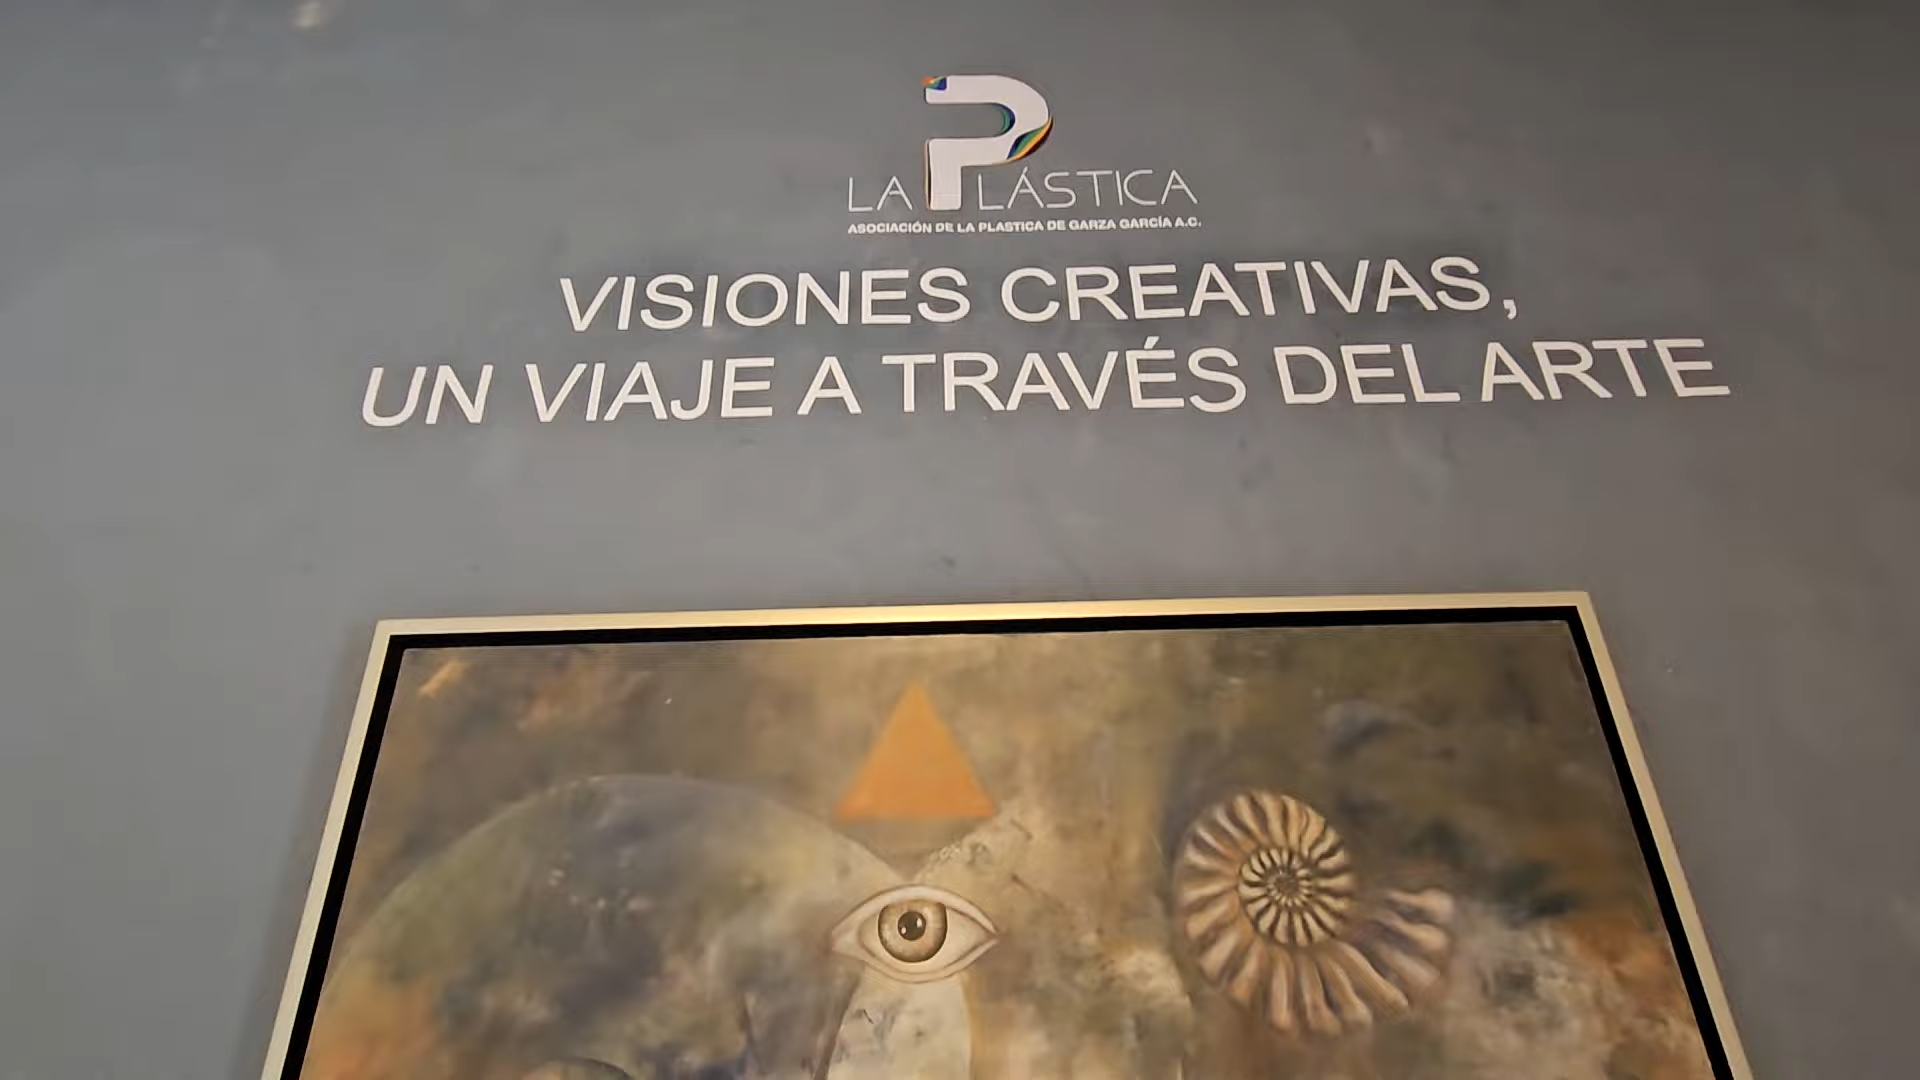 LA PLÁSTICA
ASOCIACIÓN DE LA PLASTICA DE GARZA GARCÍA A.C.
VISIONES CREATIVAS,
UN VIAJE A TRAVÉS DEL ARTE